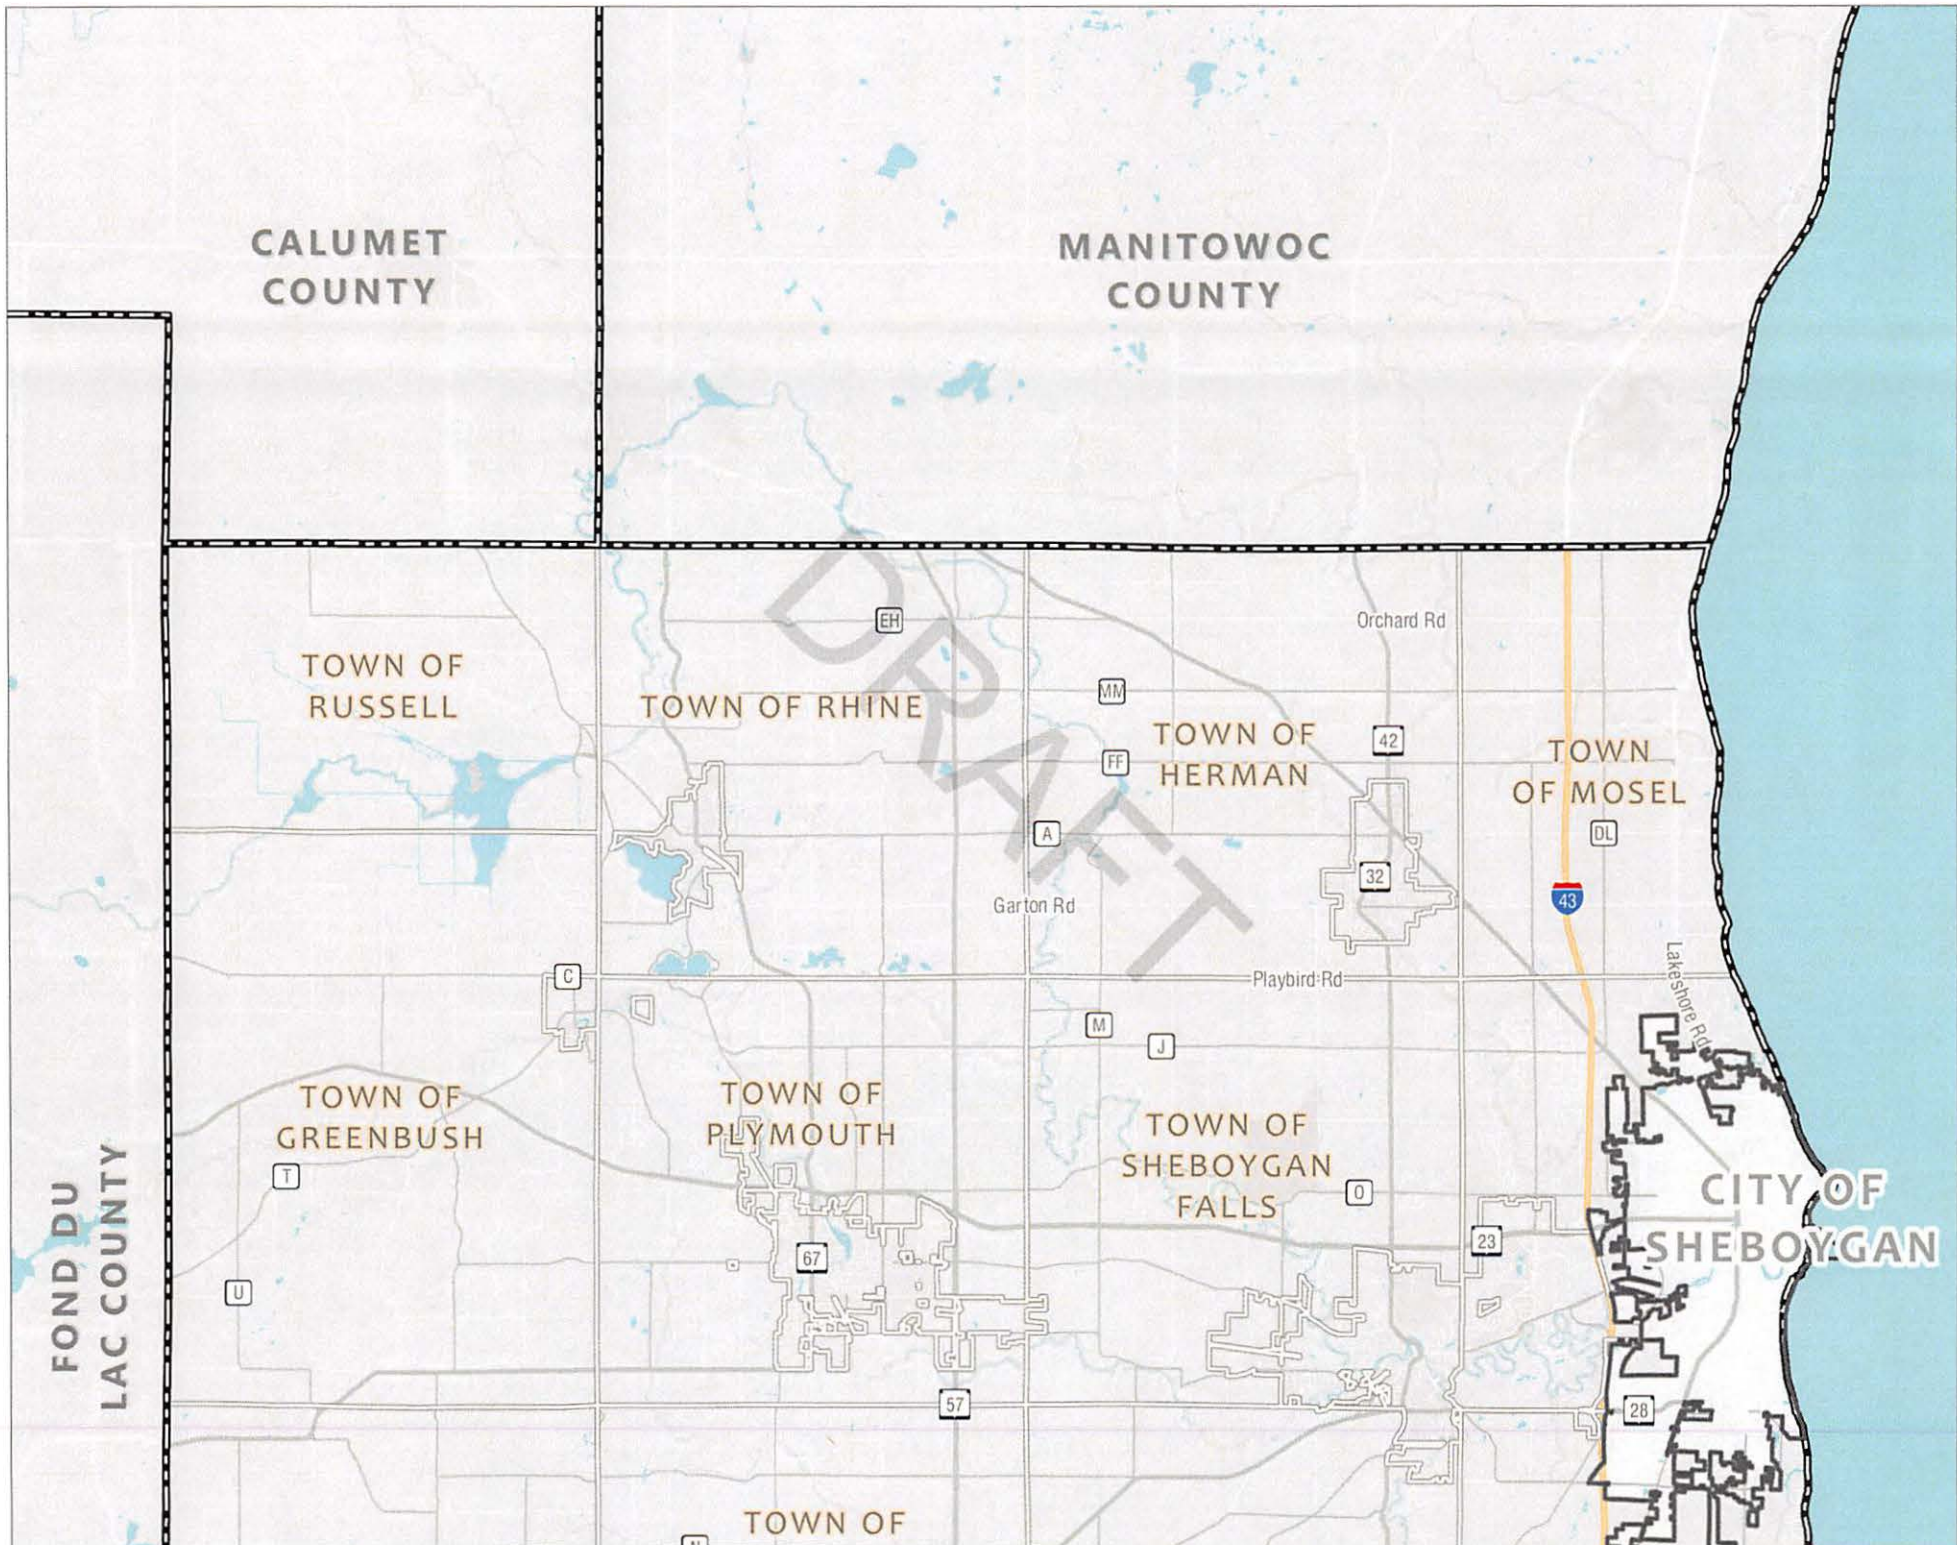 CALUMET
COUNTY
MANITOWOC
COUNTY
DRAFT
EH
Orchard Rd
TOWN OF
RUSSELL
TOWN OF RHINE
MM
TOWN OF
HERMAN
42
FF
TOWN
OF MOSEL
A
DL
32
43
Garton Rd
Lakeshore Rd
C
Playbird Rd
M
J
TOWN OF
GREENBUSH
TOWN OF
PLYMOUTH
TOWN OF
SHEBOYGAN
FALLS
T
O
CITY OF
SHEBOYGAN
FOND DU
LAC COUNTY
67
23
U
57
28
TOWN OF